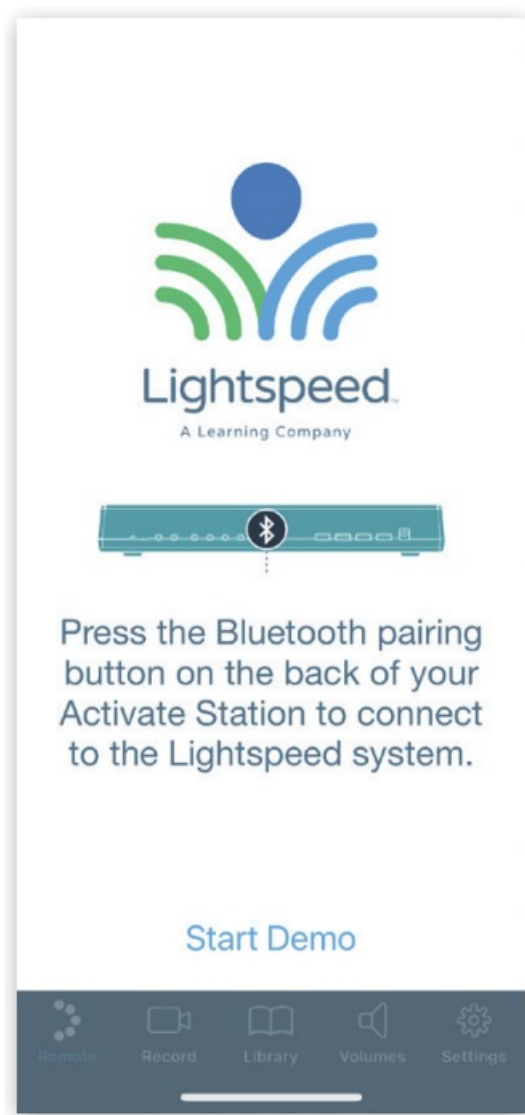 Lightspeed™
A Learning Company
Press the Bluetooth pairing
button on the back of your
Activate Station to connect
to the Lightspeed system.
Start Demo
Remote Record Library Volumes Settings